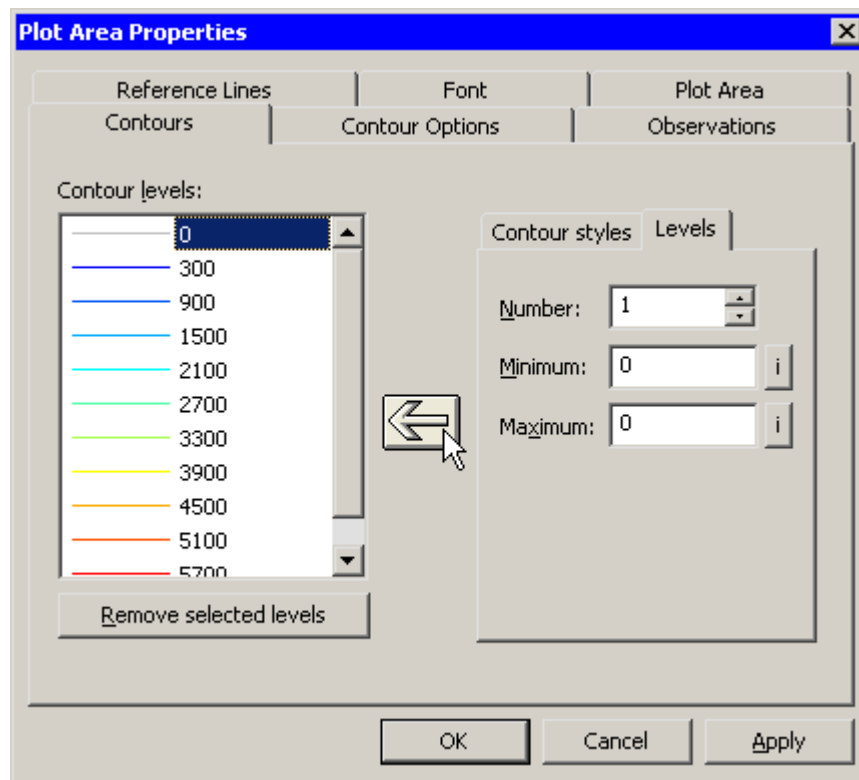 Plot Area Properties
Reference Lines
Font
Plot Area
Contours
Contour Options
Observations
Contour levels:
0
300
900
1500
2100
2700
3300
3900
4500
5100
5700
Remove selected levels
Contour styles
Levels
Number: 1
Minimum: 0 i
Maximum: 0 i
OK
Cancel
Apply